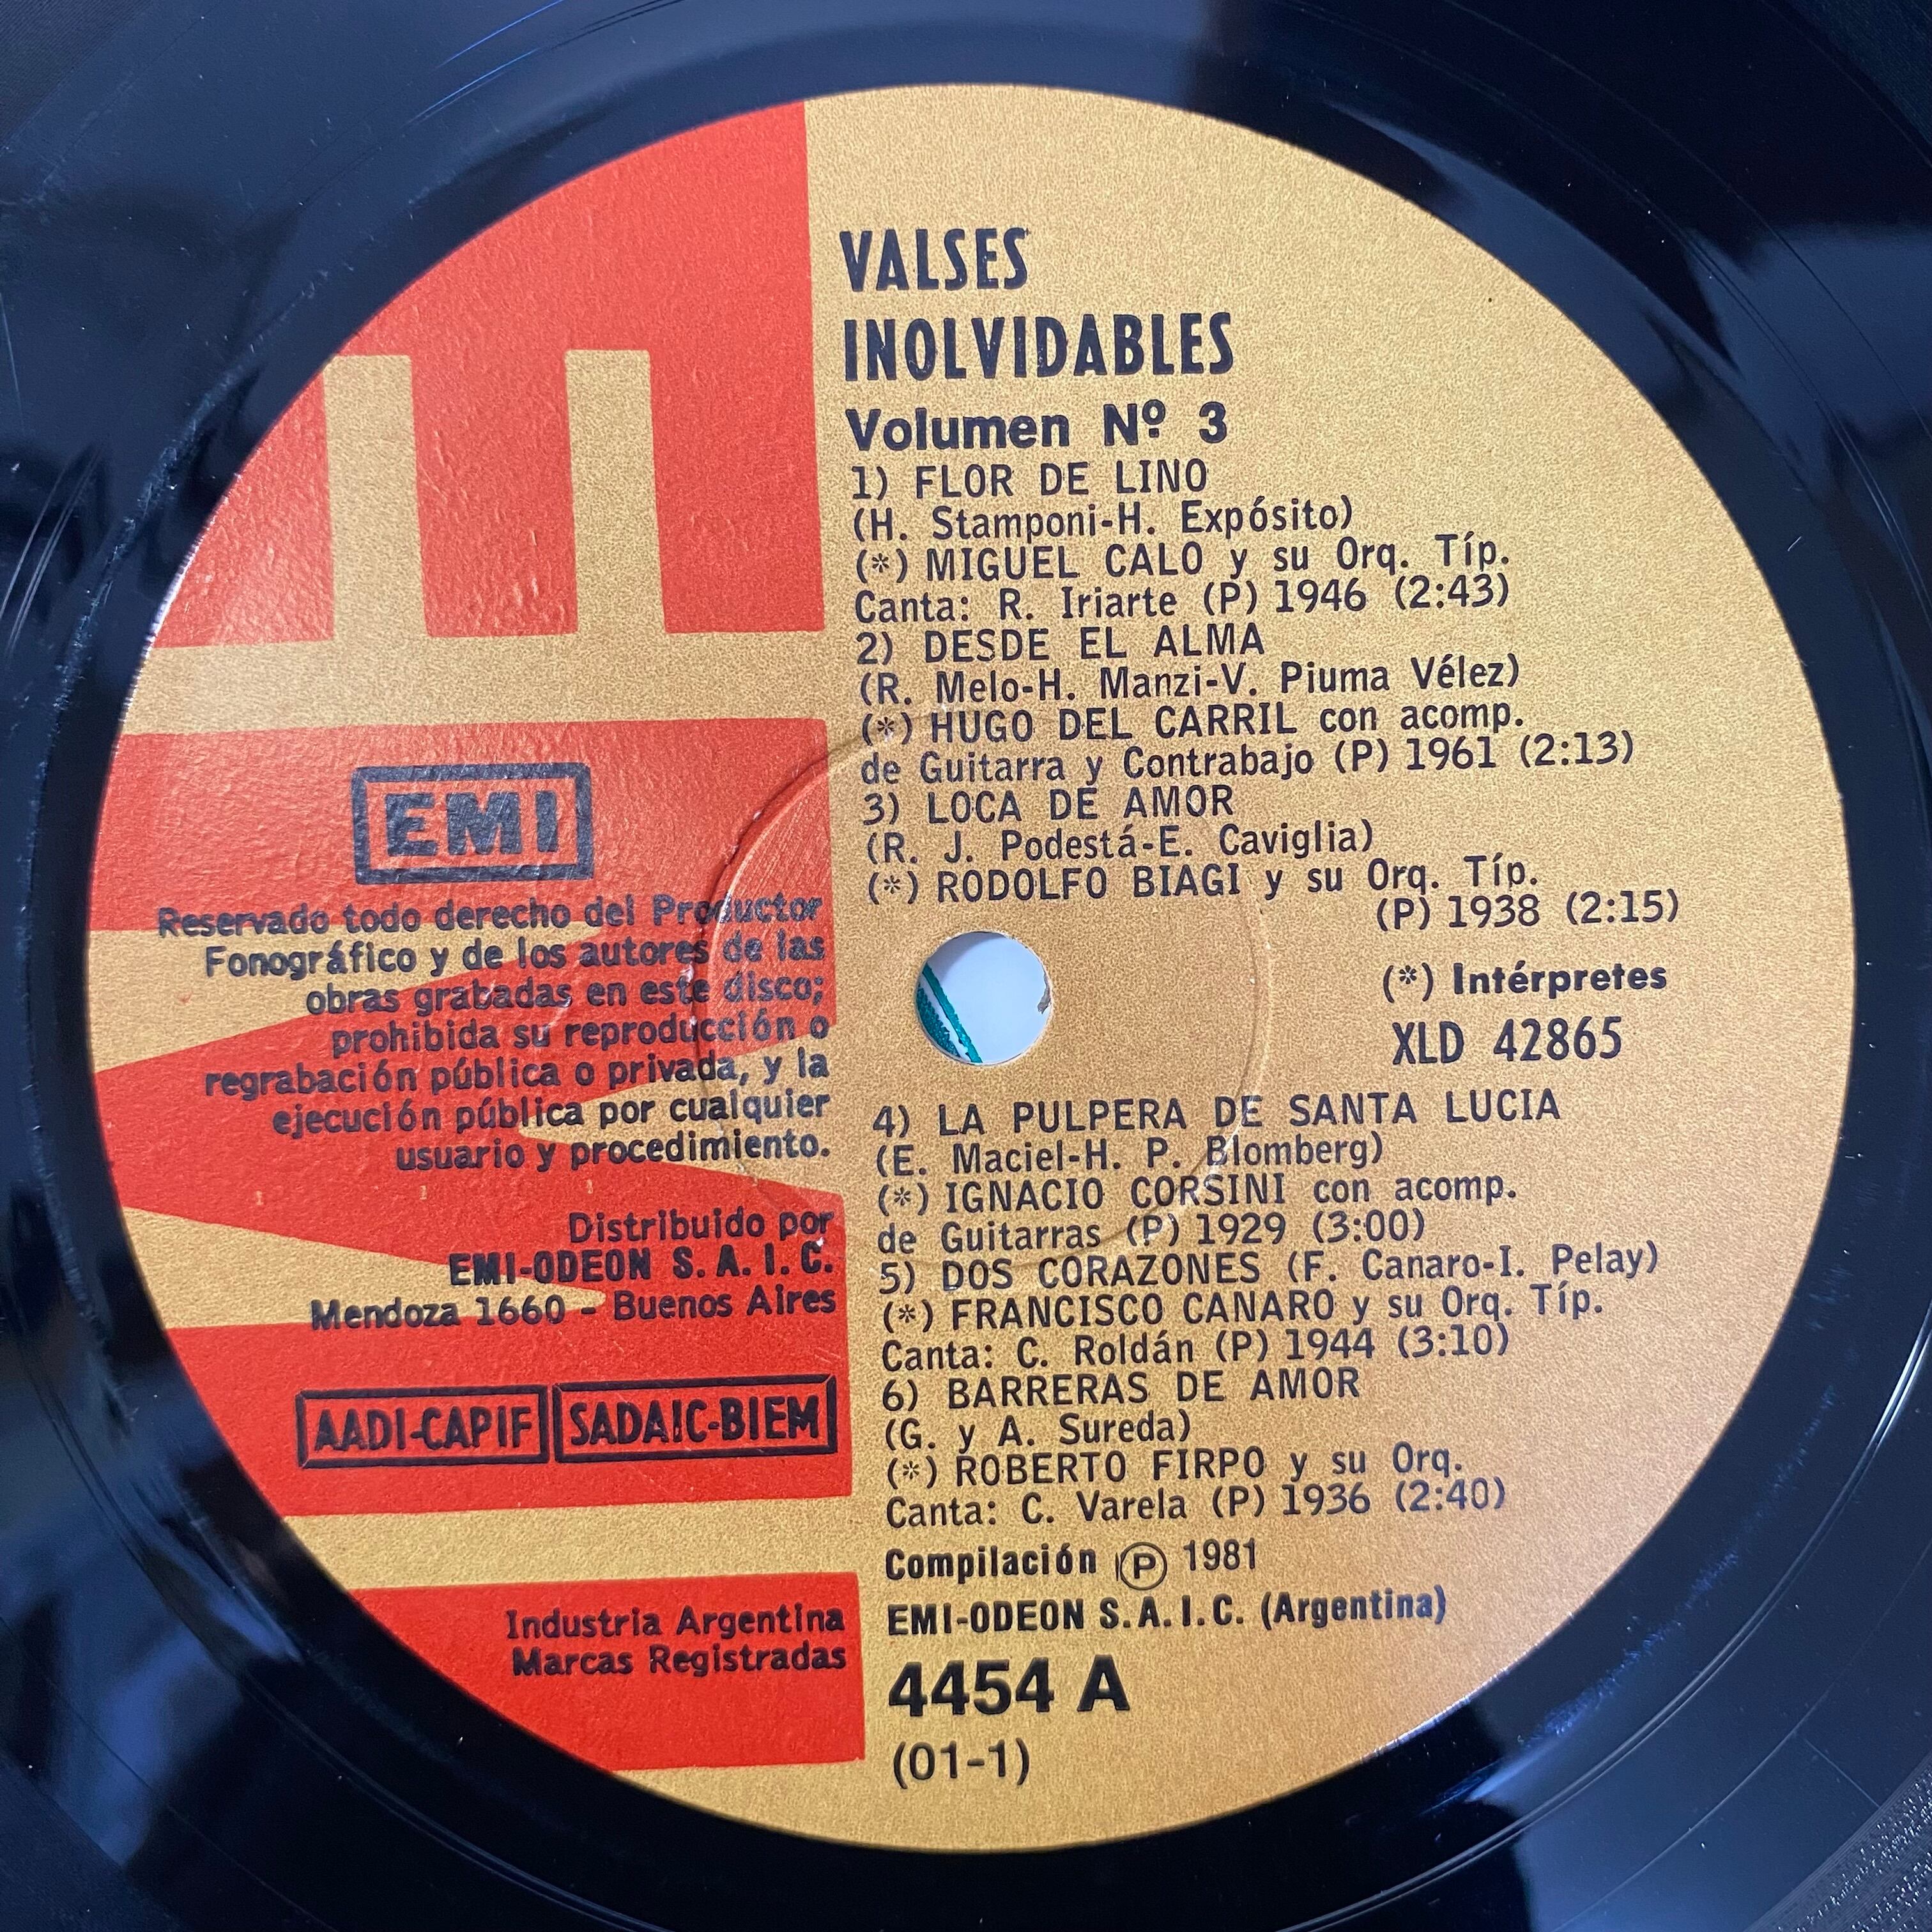 VALSES
INOLVIDABLES
Volumen Nº 3
1) FLOR DE LINO
(H. Stamponi-H. Expósito)
(*) MIGUEL CALO y su Orq. Típ.
Canta: R. Iriarte (P) 1946 (2:43)
2) DESDE EL ALMA
(R. Melo-H. Manzi-V. Piuma Vélez)
(*) HUGO DEL CARRIL con acomp.
de Guitarra y Contrabajo (P) 1961 (2:13)
3) LOCA DE AMOR
(R. J. Podestá-E. Caviglia)
(*) RODOLFO BIAGI y su Orq. Típ.
(P) 1938 (2:15)
(*) Intérpretes
XLD 42865
4) LA PULPERA DE SANTA LUCIA
(E. Maciel-H. P. Blomberg)
(*) IGNACIO CORSINI con acomp.
de Guitarras (P) 1929 (3:00)
5) DOS CORAZONES (F. Canaro-I. Pelay)
(*) FRANCISCO CANARO y su Orq. Típ.
Canta: C. Roldán (P) 1944 (3:10)
6) BARRERAS DE AMOR
(G. y A. Sureda)
(*) ROBERTO FIRPO y su Orq.
Canta: C. Varela (P) 1936 (2:40)
Compilación Ⓟ 1981
EMI-ODEON S.A.I.C. (Argentina)
4454 A
(01-1)
EMI
EMI
Reservado todo derecho del Productor
Fonográfico y de los autores de las
obras grabadas en este disco;
prohibida su reproducción o
regrabación pública o privada, y la
ejecución pública por cualquier
usuario y procedimiento.
Distribuido por
EMI-ODEON S.A.I.C.
Mendoza 1660 - Buenos Aires
AADI-CAPIF SADAIC-BIEM
Industria Argentina
Marcas Registradas